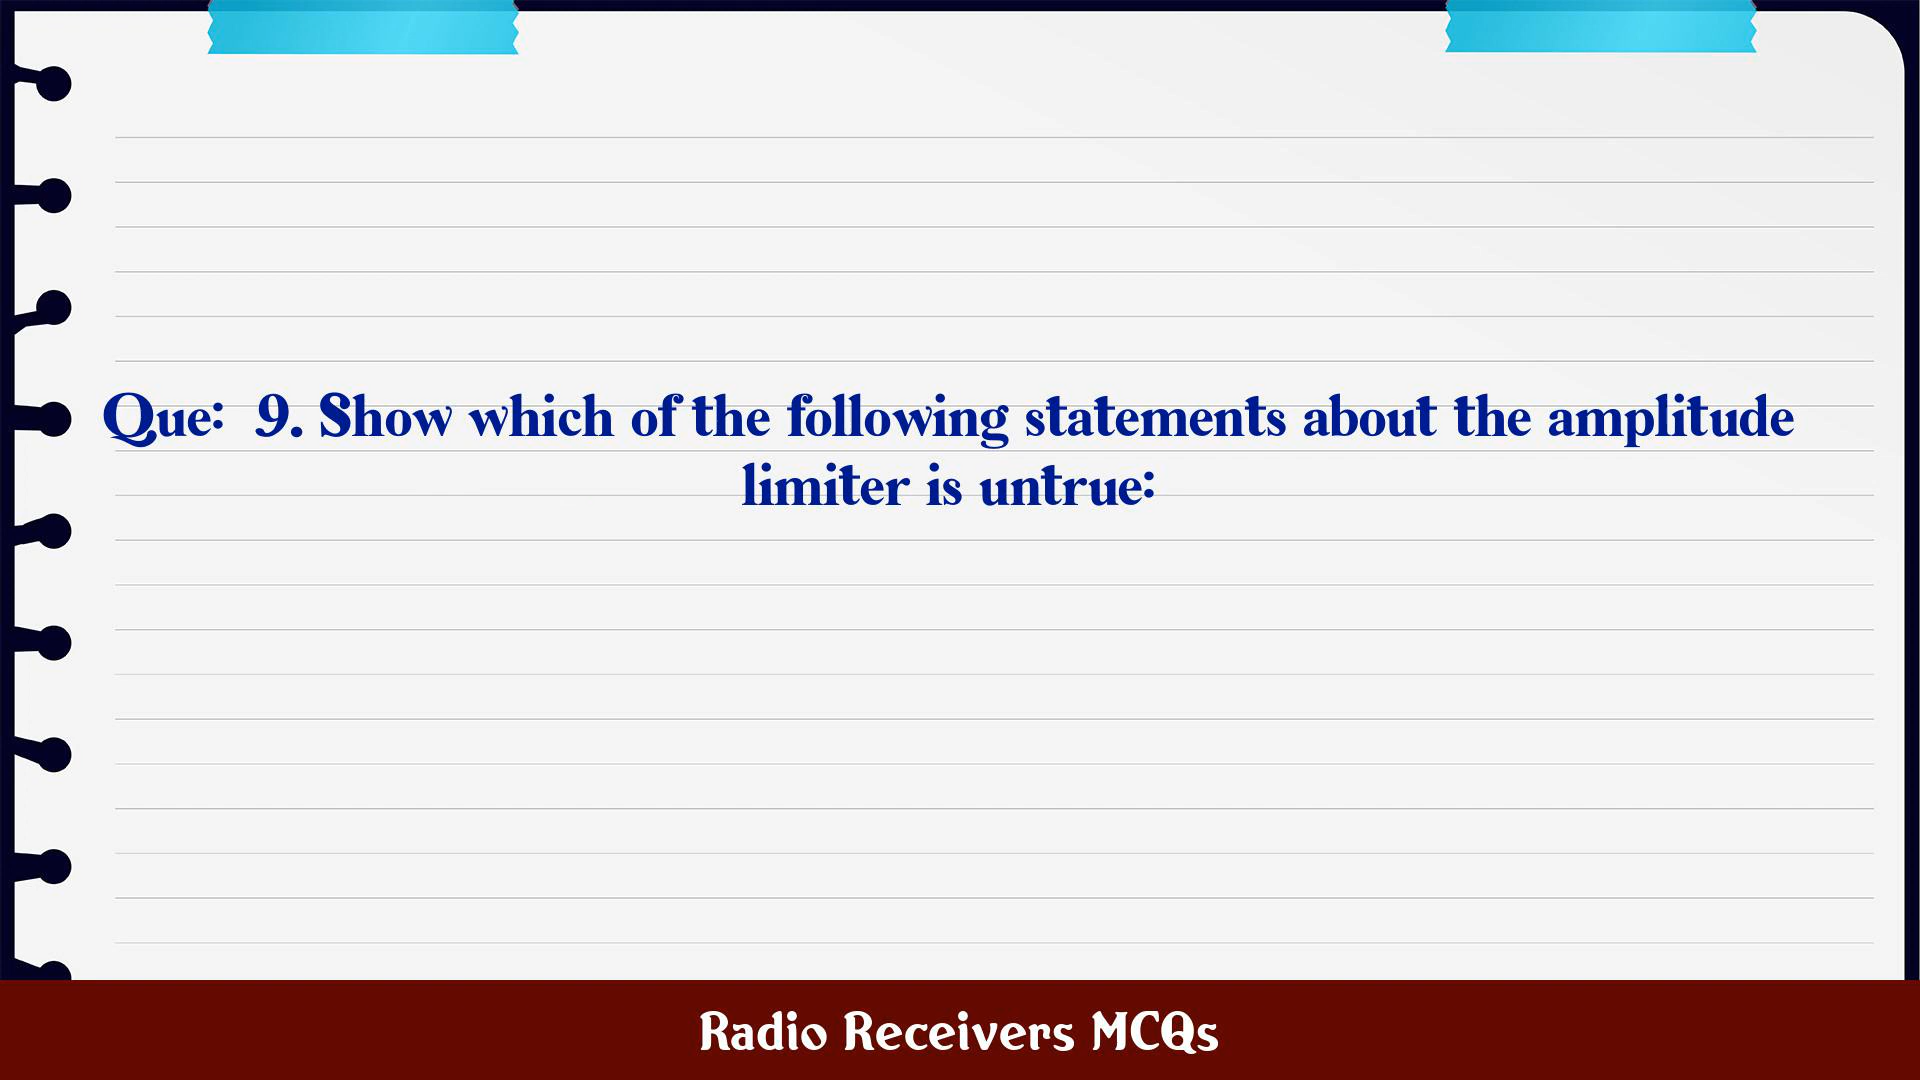 Que:  9. Show which of the following statements about the amplitude
limiter is untrue:
Radio Receivers MCQs